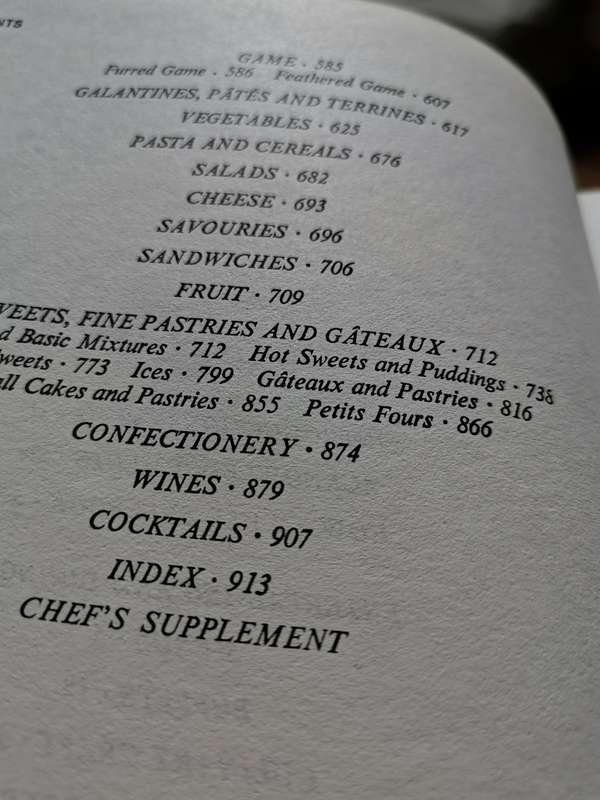 NTS
GAME · 585
Furred Game · 586 Feathered Game · 607
GALANTINES, PÂTÉS AND TERRINES · 617
VEGETABLES · 625
PASTA AND CEREALS · 676
SALADS · 682
CHEESE · 693
SAVOURIES · 696
SANDWICHES · 706
FRUIT · 709
WEETS, FINE PASTRIES AND GÂTEAUX · 712
d Basic Mixtures · 712 Hot Sweets and Puddings · 738
weets · 773 Ices · 799 Gâteaux and Pastries · 816
all Cakes and Pastries · 855 Petits Fours · 866
CONFECTIONERY · 874
WINES · 879
COCKTAILS · 907
INDEX · 913
CHEF'S SUPPLEMENT